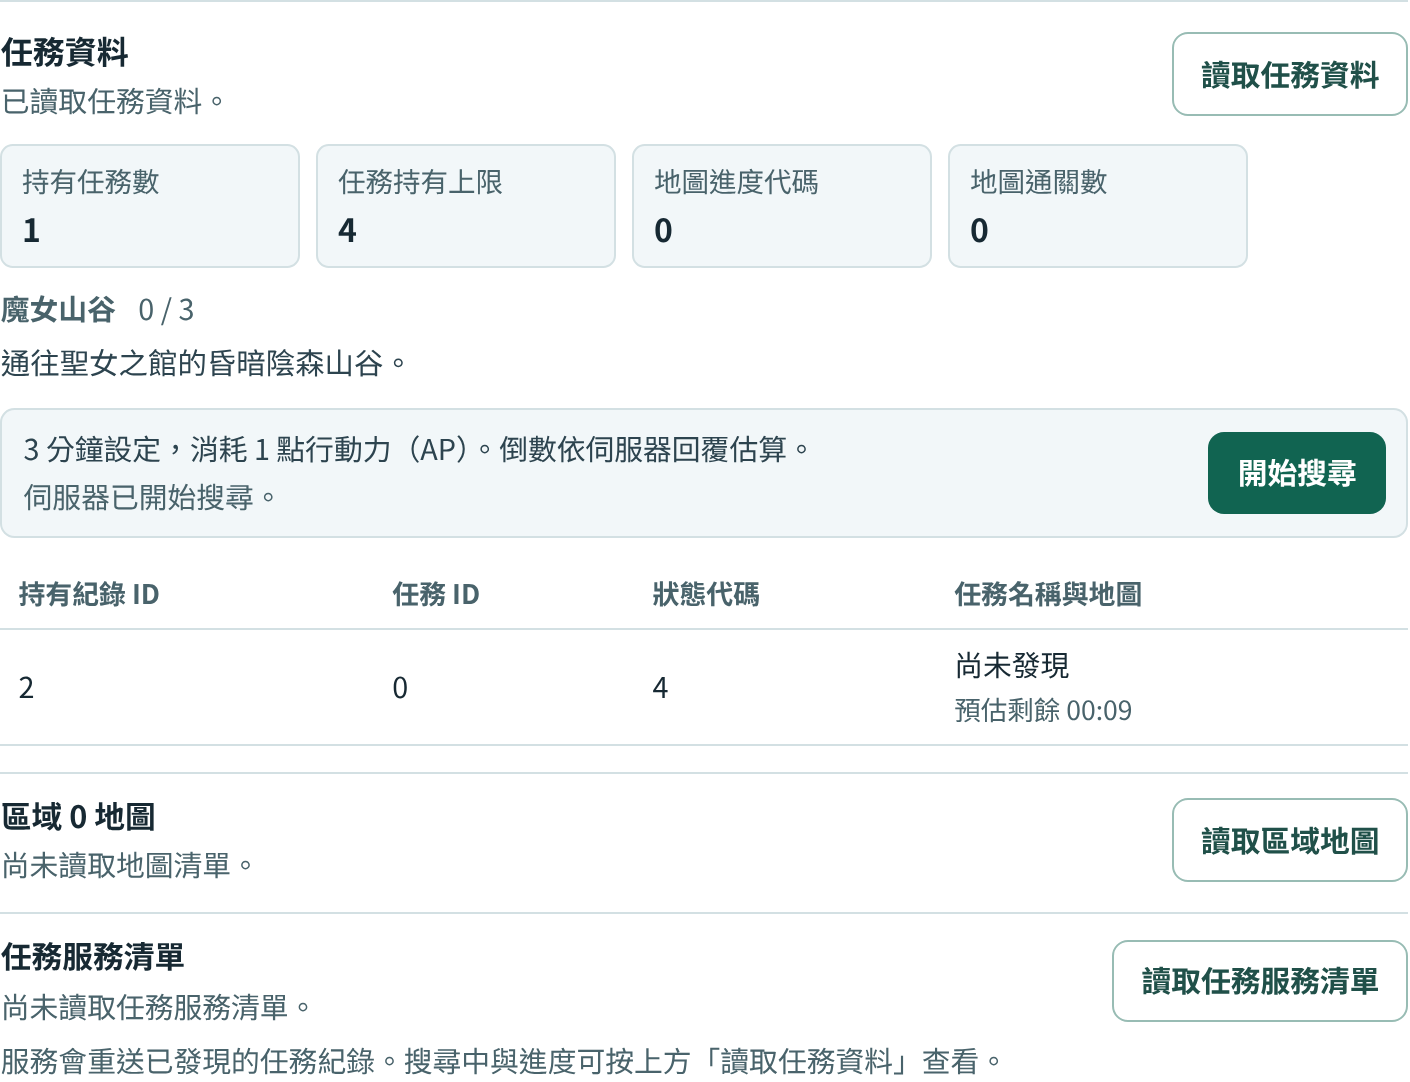 任務資料
讀取任務資料
已讀取任務資料。
持有任務數
1
任務持有上限
4
地圖進度代碼
0
地圖通關數
0
魔女山谷 0 / 3
通往聖女之館的昏暗陰森山谷。
3 分鐘設定，消耗 1 點行動力（AP）。倒數依伺服器回覆估算。
伺服器已開始搜尋。
開始搜尋
持有紀錄 ID 任務 ID 狀態代碼 任務名稱與地圖
2 0 4 尚未發現
預估剩餘 00:09
區域 0 地圖
讀取區域地圖
尚未讀取地圖清單。
任務服務清單
讀取任務服務清單
尚未讀取任務服務清單。
服務會重送已發現的任務紀錄。搜尋中與進度可按上方「讀取任務資料」查看。